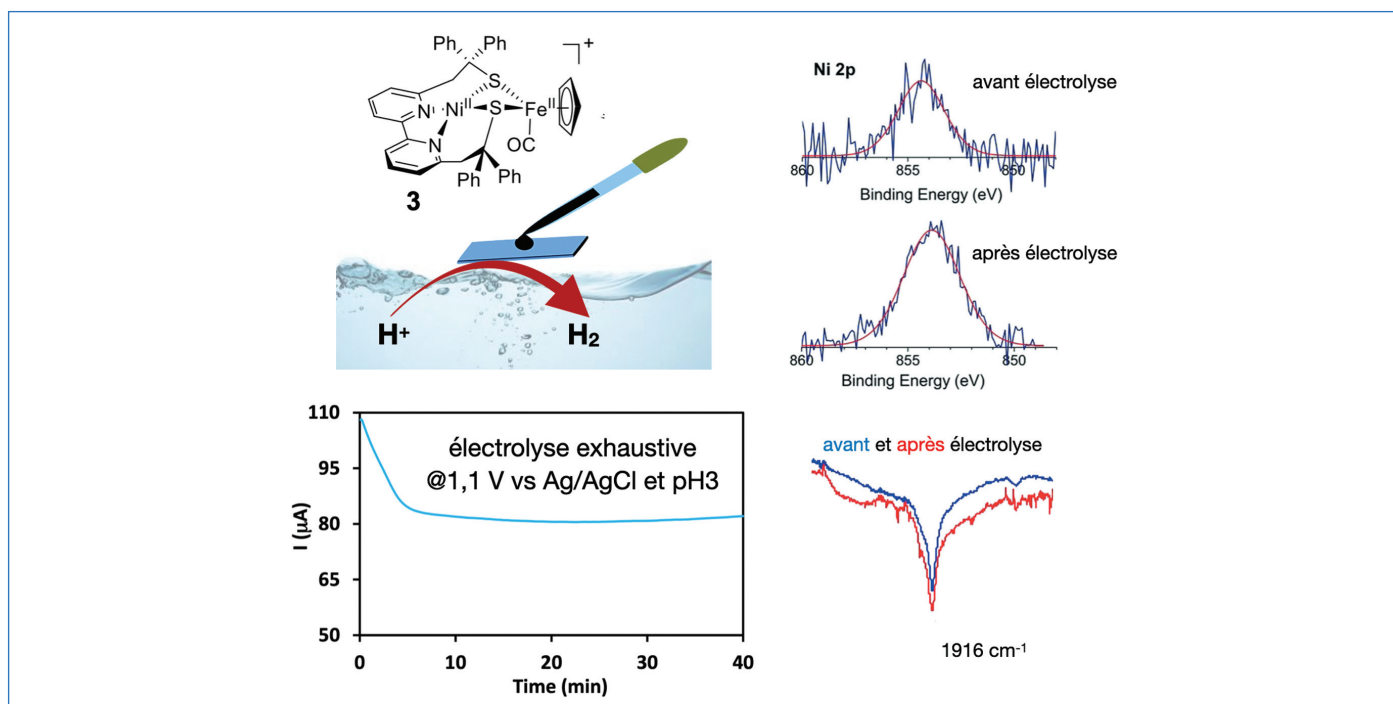 Ph
Ph
+
S
N
Ni^II
S
Fe^II
N
OC
Ph
Ph
3
H+
H2
Ni 2p
avant électrolyse
860
855
850
Binding Energy (eV)
après électrolyse
860
855
850
Binding Energy (eV)
110
95
80
65
50
I (μA)
électrolyse exhaustive
@1,1 V vs Ag/AgCl et pH3
0
10
20
30
40
Time (min)
avant et après électrolyse
1916 cm⁻¹